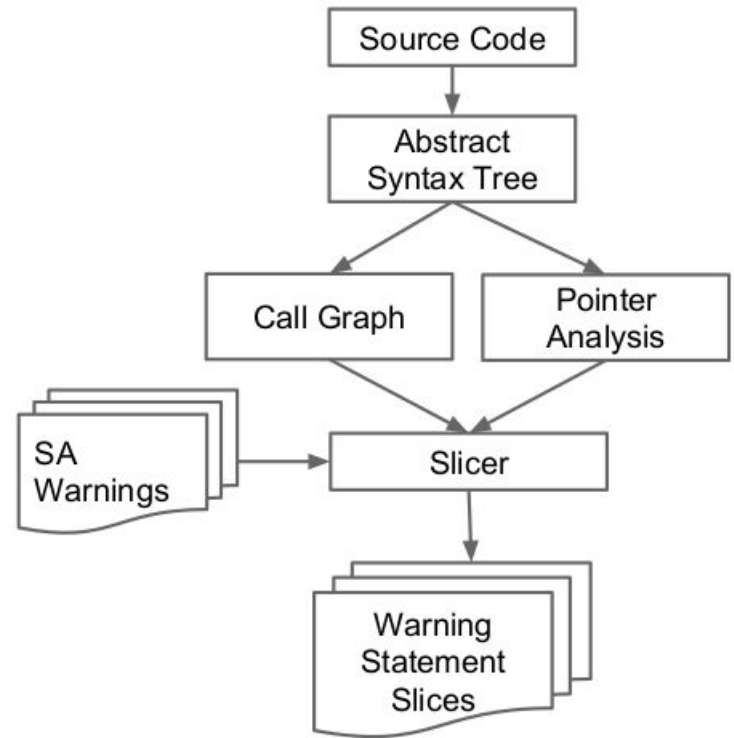 Source Code
Abstract
Syntax Tree
Call Graph
Pointer
Analysis
SA
Warnings
Slicer
Warning
Statement
Slices